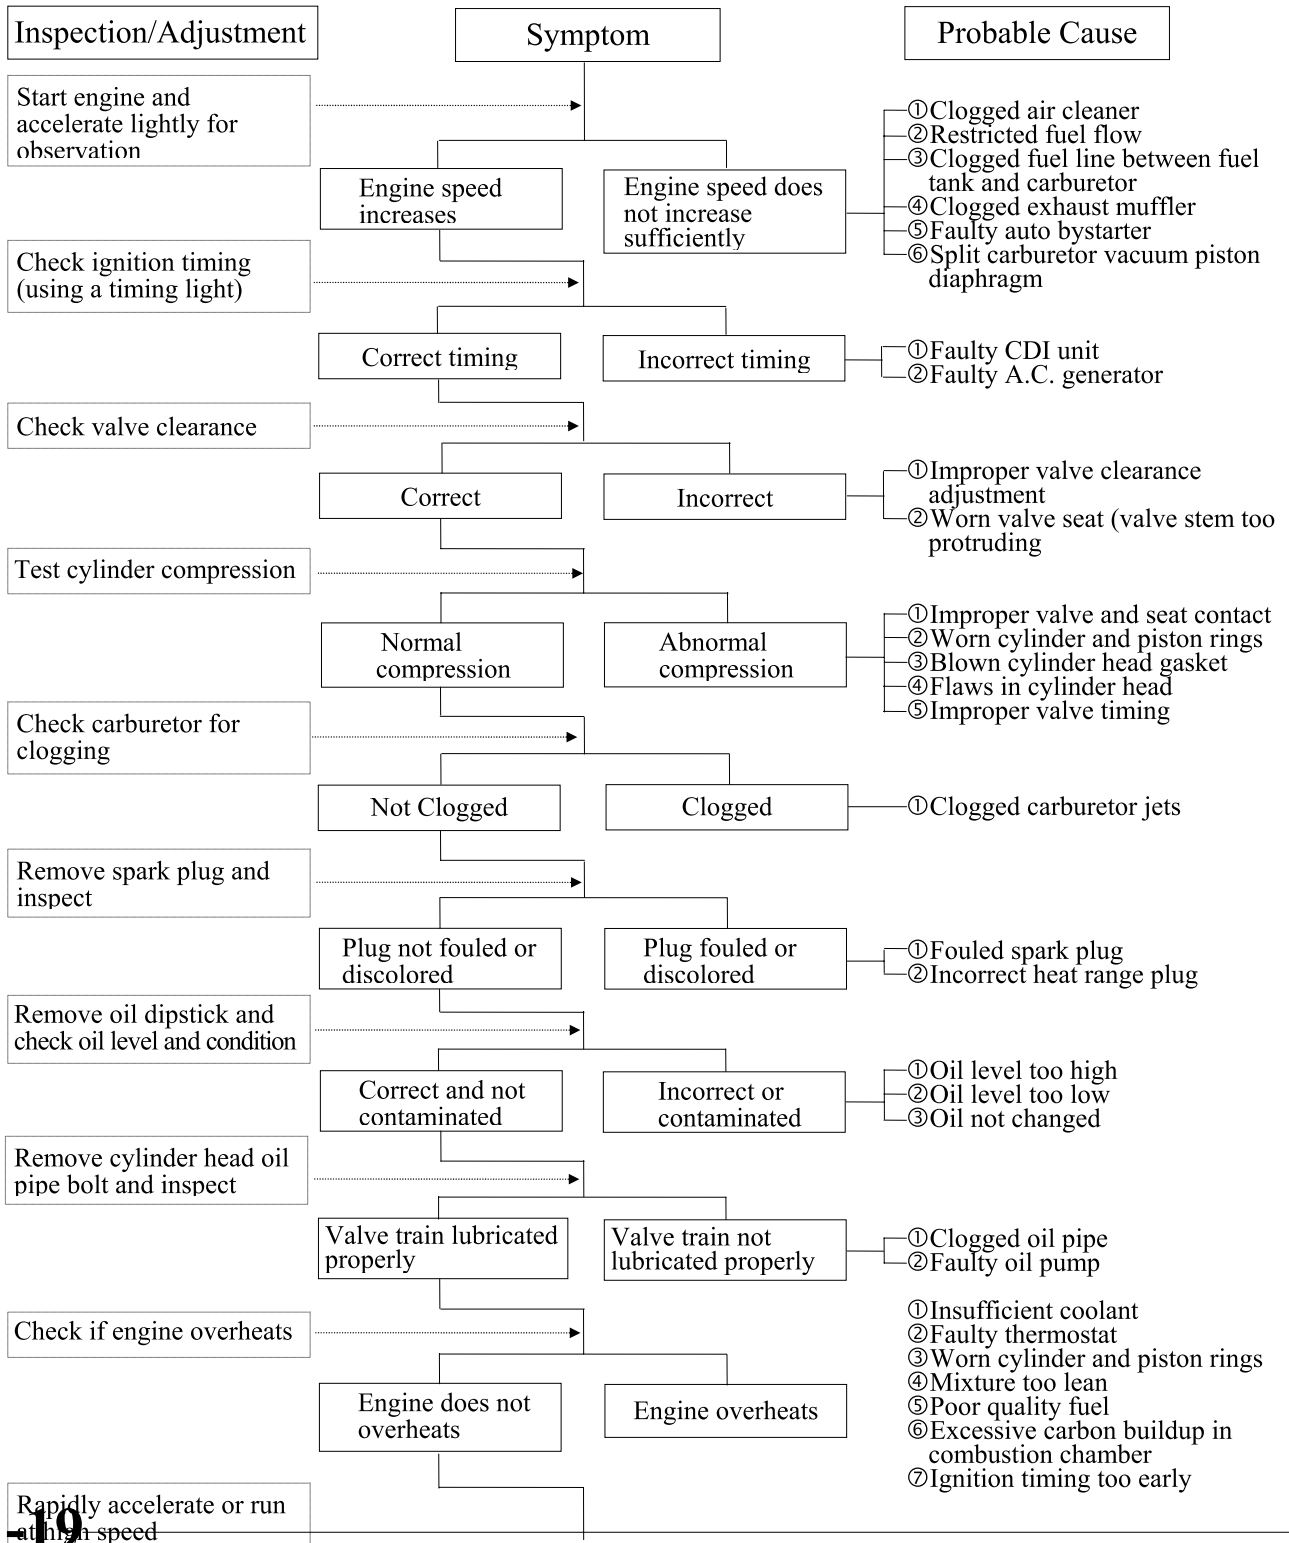 Inspection/Adjustment
Symptom
Probable Cause
Start engine and
accelerate lightly for
observation
Engine speed
increases
Engine speed does
not increase
sufficiently
①Clogged air cleaner
②Restricted fuel flow
③Clogged fuel line between fuel
tank and carburetor
④Clogged exhaust muffler
⑤Faulty auto bystarter
⑥Split carburetor vacuum piston
diaphragm
Check ignition timing
(using a timing light)
Correct timing
Incorrect timing
①Faulty CDI unit
②Faulty A.C. generator
Check valve clearance
Correct
Incorrect
①Improper valve clearance
adjustment
②Worn valve seat (valve stem too
protruding
Test cylinder compression
Normal
compression
Abnormal
compression
①Improper valve and seat contact
②Worn cylinder and piston rings
③Blown cylinder head gasket
④Flaws in cylinder head
⑤Improper valve timing
Check carburetor for
clogging
Not Clogged
Clogged
①Clogged carburetor jets
Remove spark plug and
inspect
Plug not fouled or
discolored
Plug fouled or
discolored
①Fouled spark plug
②Incorrect heat range plug
Remove oil dipstick and
check oil level and condition
Correct and not
contaminated
Incorrect or
contaminated
①Oil level too high
②Oil level too low
③Oil not changed
Remove cylinder head oil
pipe bolt and inspect
Valve train lubricated
properly
Valve train not
lubricated properly
①Clogged oil pipe
②Faulty oil pump
Check if engine overheats
Engine does not
overheats
Engine overheats
①Insufficient coolant
②Faulty thermostat
③Worn cylinder and piston rings
④Mixture too lean
⑤Poor quality fuel
⑥Excessive carbon buildup in
combustion chamber
⑦Ignition timing too early
Rapidly accelerate or run
at high speed
-19